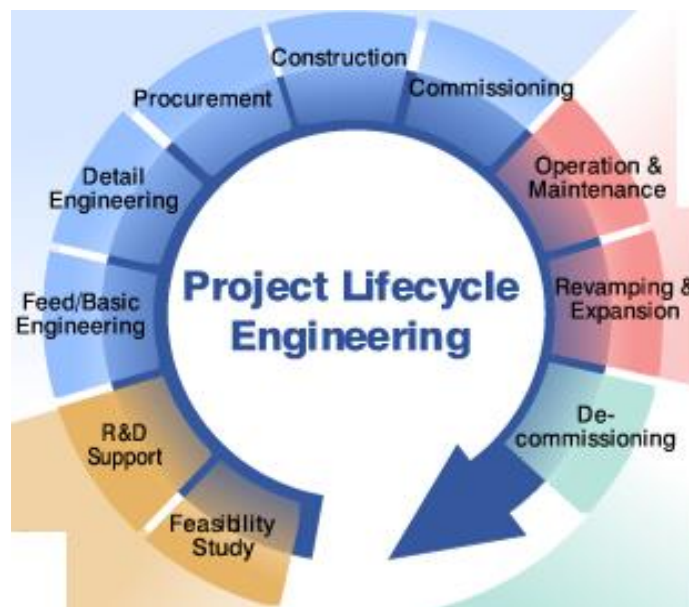 Construction
Commissioning
Procurement
Operation &
Maintenance
Detail
Engineering
Project Lifecycle
Engineering
Revamping &
Expansion
Feed/Basic
Engineering
De-
commissioning
R&D
Support
Feasibility
Study